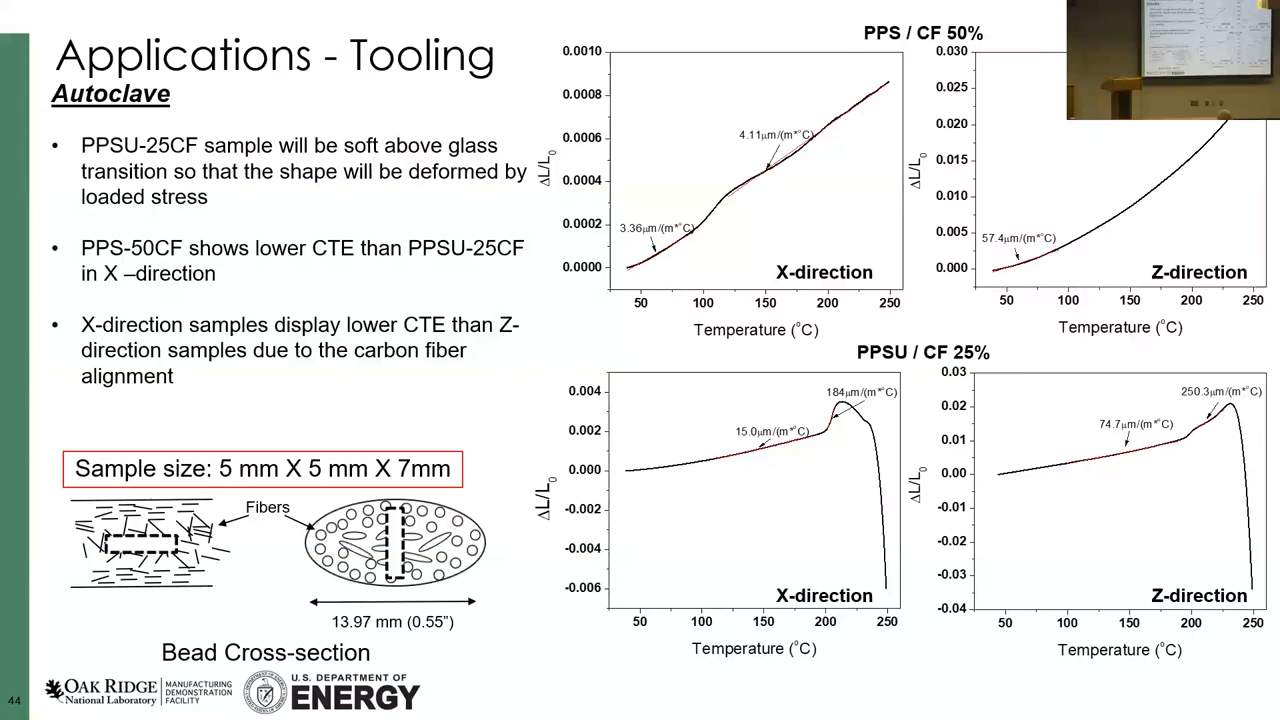 Applications - Tooling
Autoclave
• PPSU-25CF sample will be soft above glass
transition so that the shape will be deformed by
loaded stress
• PPS-50CF shows lower CTE than PPSU-25CF
in X –direction
• X-direction samples display lower CTE than Z-
direction samples due to the carbon fiber
alignment
Sample size: 5 mm X 5 mm X 7mm
Fibers
13.97 mm (0.55”)
Bead Cross-section
PPS / CF 50%
0.0010
0.0008
0.0006
0.0004
0.0002
0.0000
ΔL/L0
4.11μm/(m*°C)
3.36μm/(m*°C)
X-direction
50 100 150 200 250
Temperature (°C)
0.030
0.025
0.020
0.015
0.010
0.005
0.000
ΔL/L0
57.4μm/(m*°C)
Z-direction
50 100 150 200 250
Temperature (°C)
PPSU / CF 25%
0.004
0.002
0.000
-0.002
-0.004
-0.006
ΔL/L0
184μm/(m*°C)
15.0μm/(m*°C)
X-direction
50 100 150 200 250
Temperature (°C)
0.03
0.02
0.01
0.00
-0.01
-0.02
-0.03
-0.04
ΔL/L0
250.3μm/(m*°C)
74.7μm/(m*°C)
Z-direction
50 100 150 200 250
Temperature (°C)
44
OAK RIDGE
National Laboratory
MANUFACTURING
DEMONSTRATION
FACILITY
U.S. DEPARTMENT OF
ENERGY